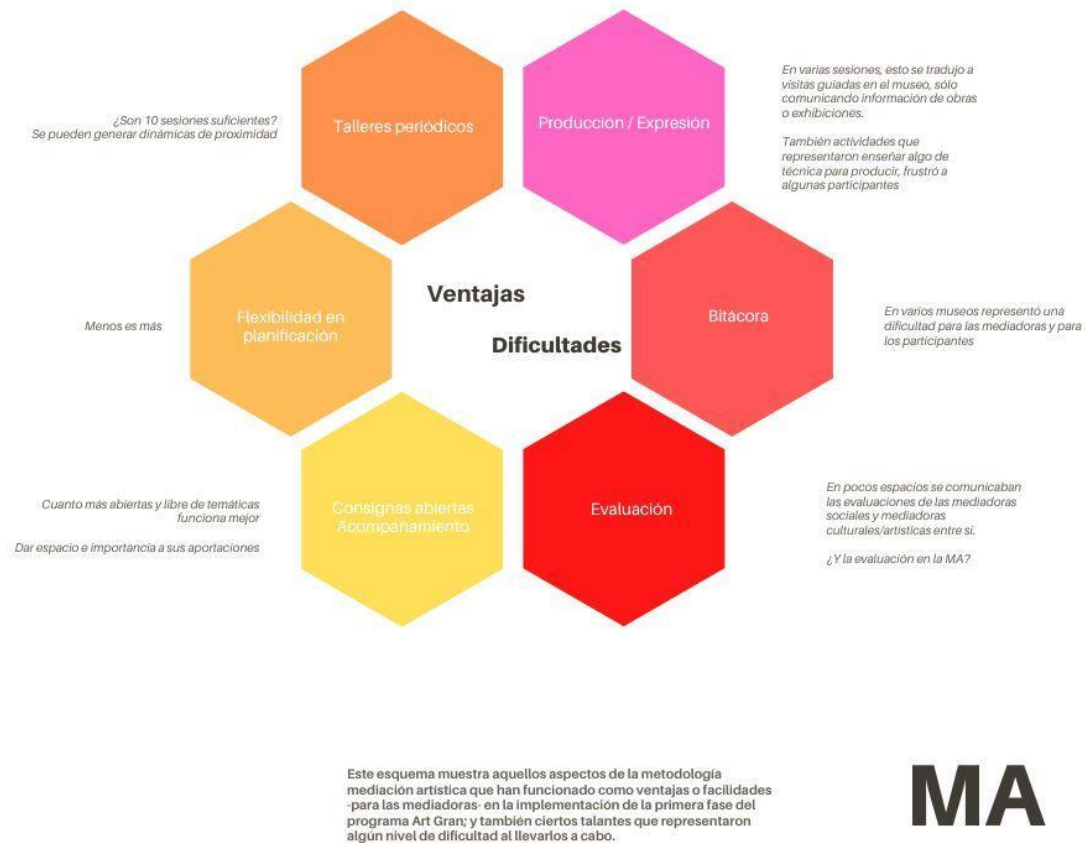 Talleres periódicos
Producción / Expresión
En varias sesiones, esto se tradujo a
visitas guiadas en el museo, sólo
comunicando información de obras
o exhibiciones.
También actividades que
representaron enseñar algo de
técnica para producir, frustró a
algunas participantes
¿Son 10 sesiones suficientes?
Se pueden generar dinámicas de proximidad
Ventajas
Dificultades
Flexibilidad en
planificación
Menos es más
Bitácora
En varios museos representó una
dificultad para las mediadoras y para
los participantes
Consignas abiertas
Acompañamiento
Cuanto más abiertas y libre de temáticas
funciona mejor
Dar espacio e importancia a sus aportaciones
Evaluación
En pocos espacios se comunicaban
las evaluaciones de las mediadoras
sociales y mediadoras
culturales/artísticas entre sí.
¿Y la evaluación en la MA?
Este esquema muestra aquellos aspectos de la metodología
mediación artística que han funcionado como ventajas o facilidades
-para las mediadoras- en la implementación de la primera fase del
programa Art Gran; y también ciertos talantes que representaron
algún nivel de dificultad al llevarlos a cabo.
MA